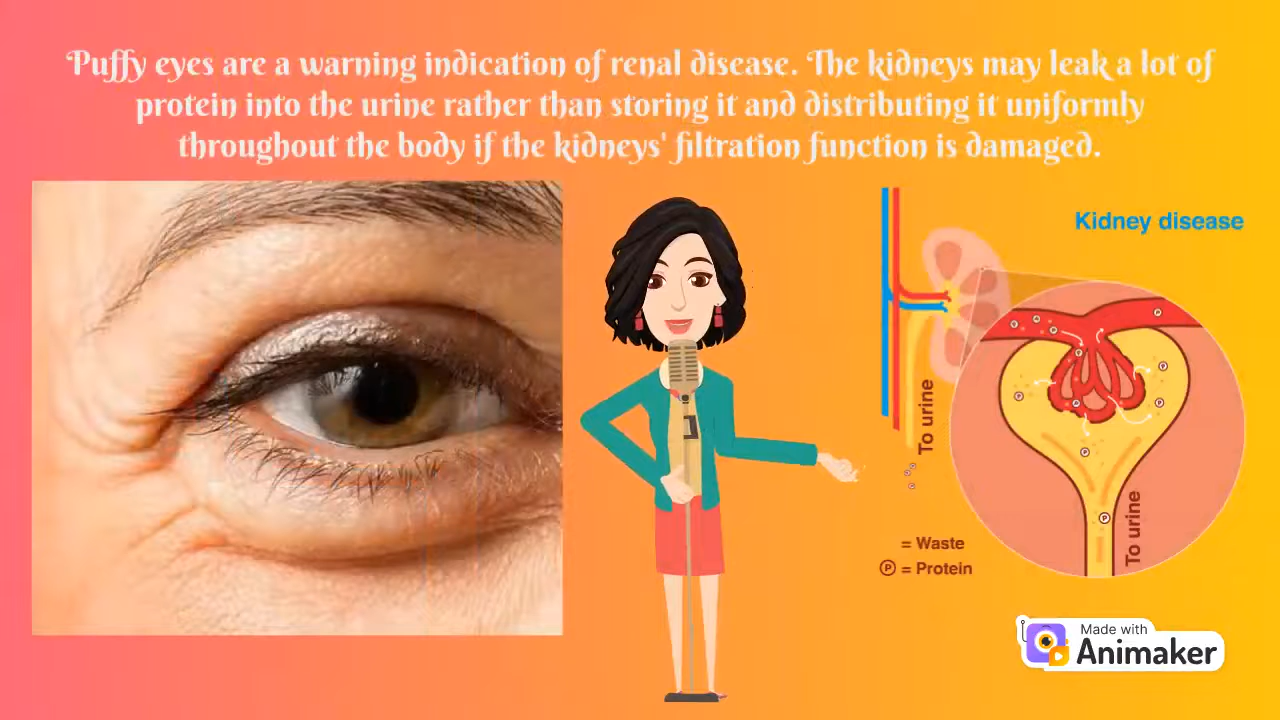 Puffy eyes are a warning indication of renal disease. The kidneys may leak a lot of
protein into the urine rather than storing it and distributing it uniformly
throughout the body if the kidneys' filtration function is damaged.
Kidney disease
To urine
To urine
= Waste
P = Protein
Made with
Animaker